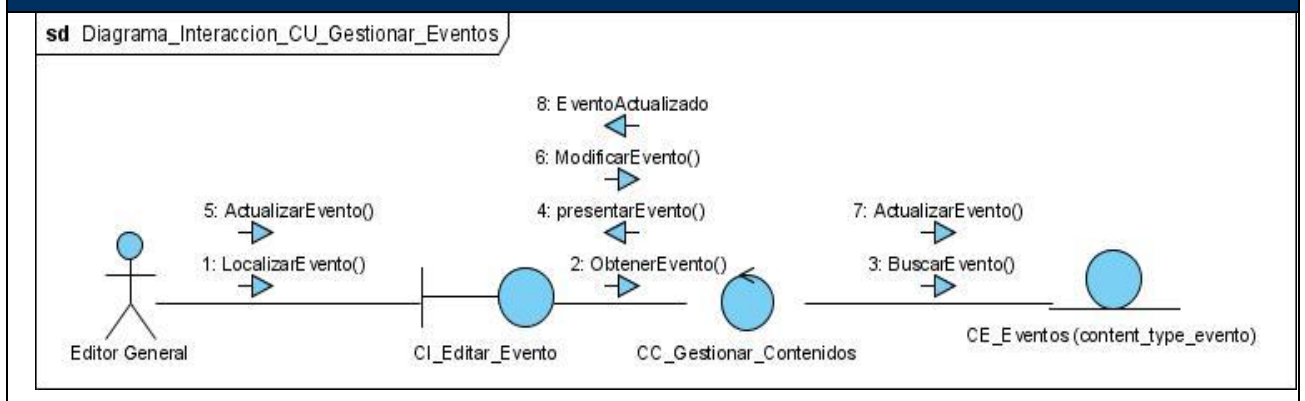 sd Diagrama_Interaccion_CU_Gestionar_Eventos
8: EventoActualizado
6: ModificarEvento()
5: ActualizarEvento()
4: presentarEvento()
7: ActualizarEvento()
1: LocalizarEvento()
2: ObtenerEvento()
3: BuscarEvento()
Editor General
CI_Editar_Evento
CC_Gestionar_Contenidos
CE_Eventos (content_type_evento)